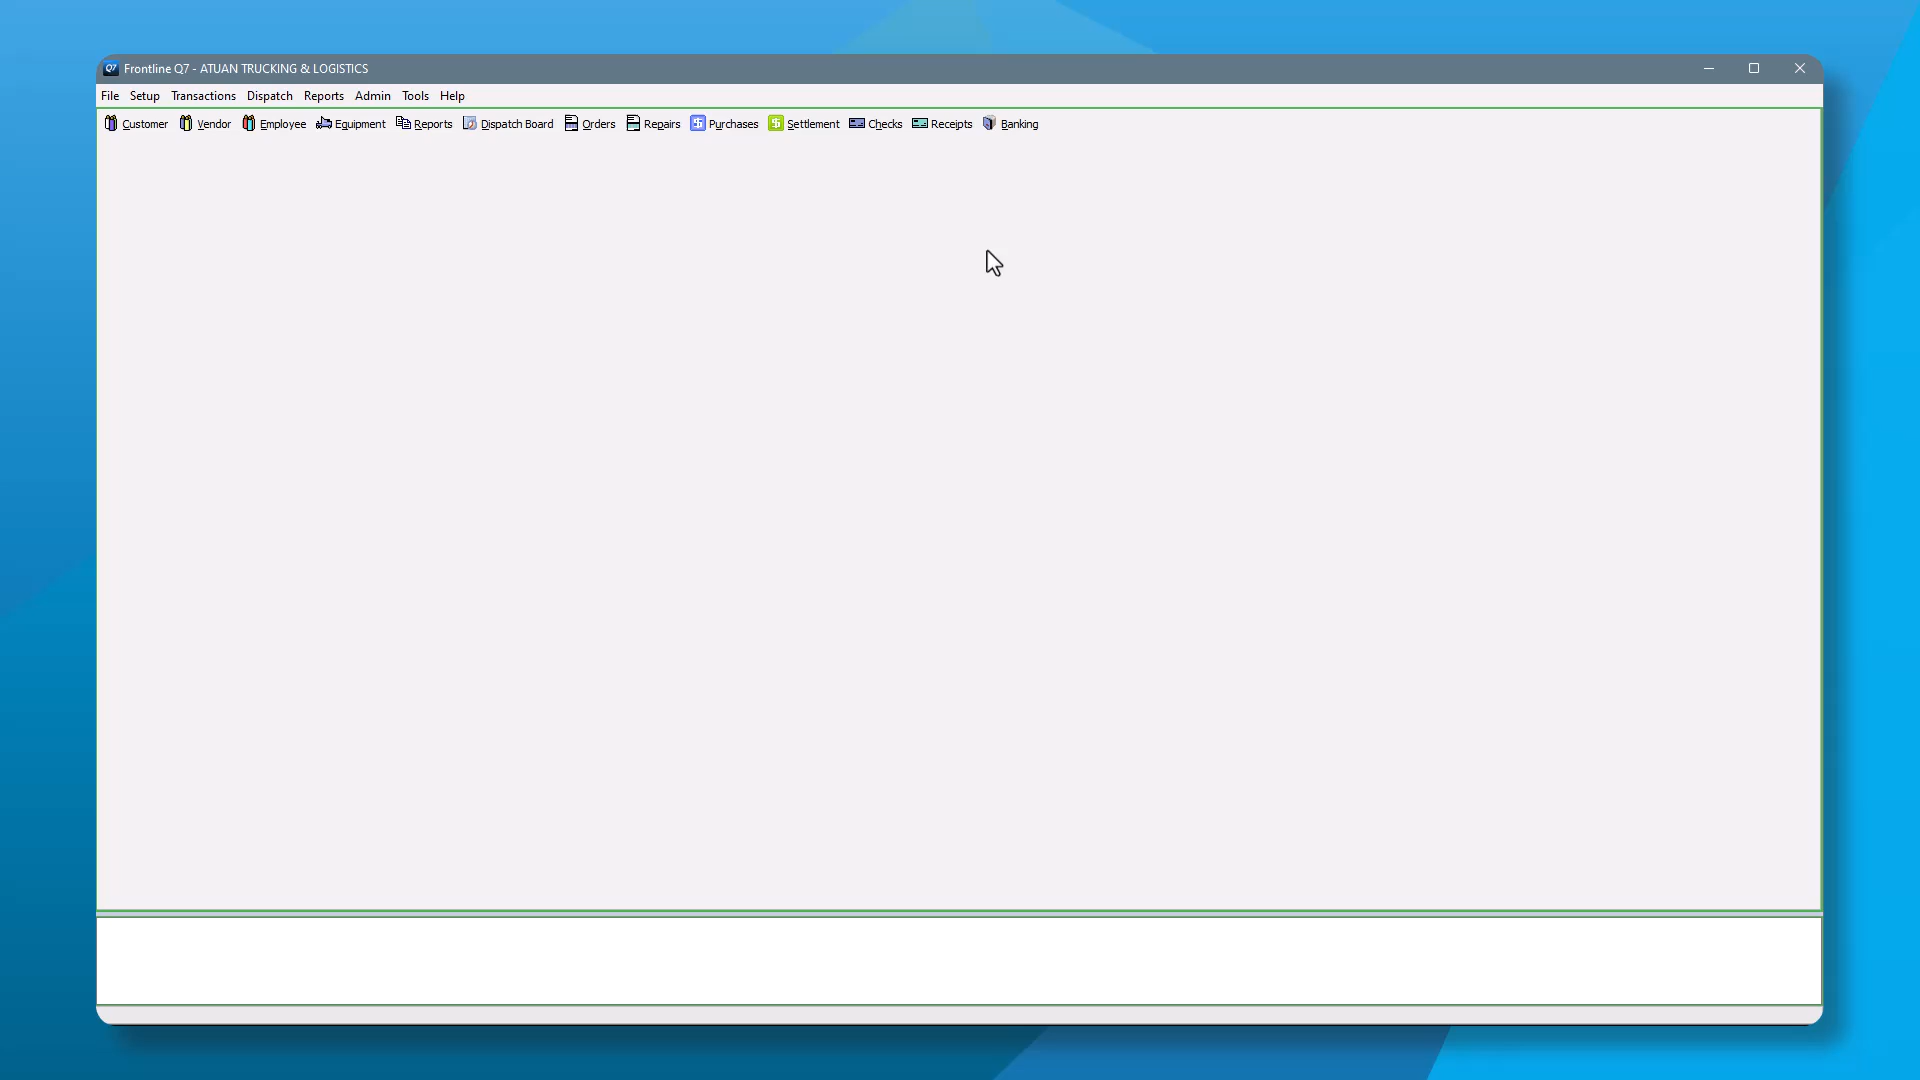 Q7 Frontline Q7 - ATUAN TRUCKING & LOGISTICS
File Setup Transactions Dispatch Reports Admin Tools Help
Customer Vendor Employee Equipment Reports Dispatch Board Orders Repairs Purchases Settlement Checks Receipts Banking